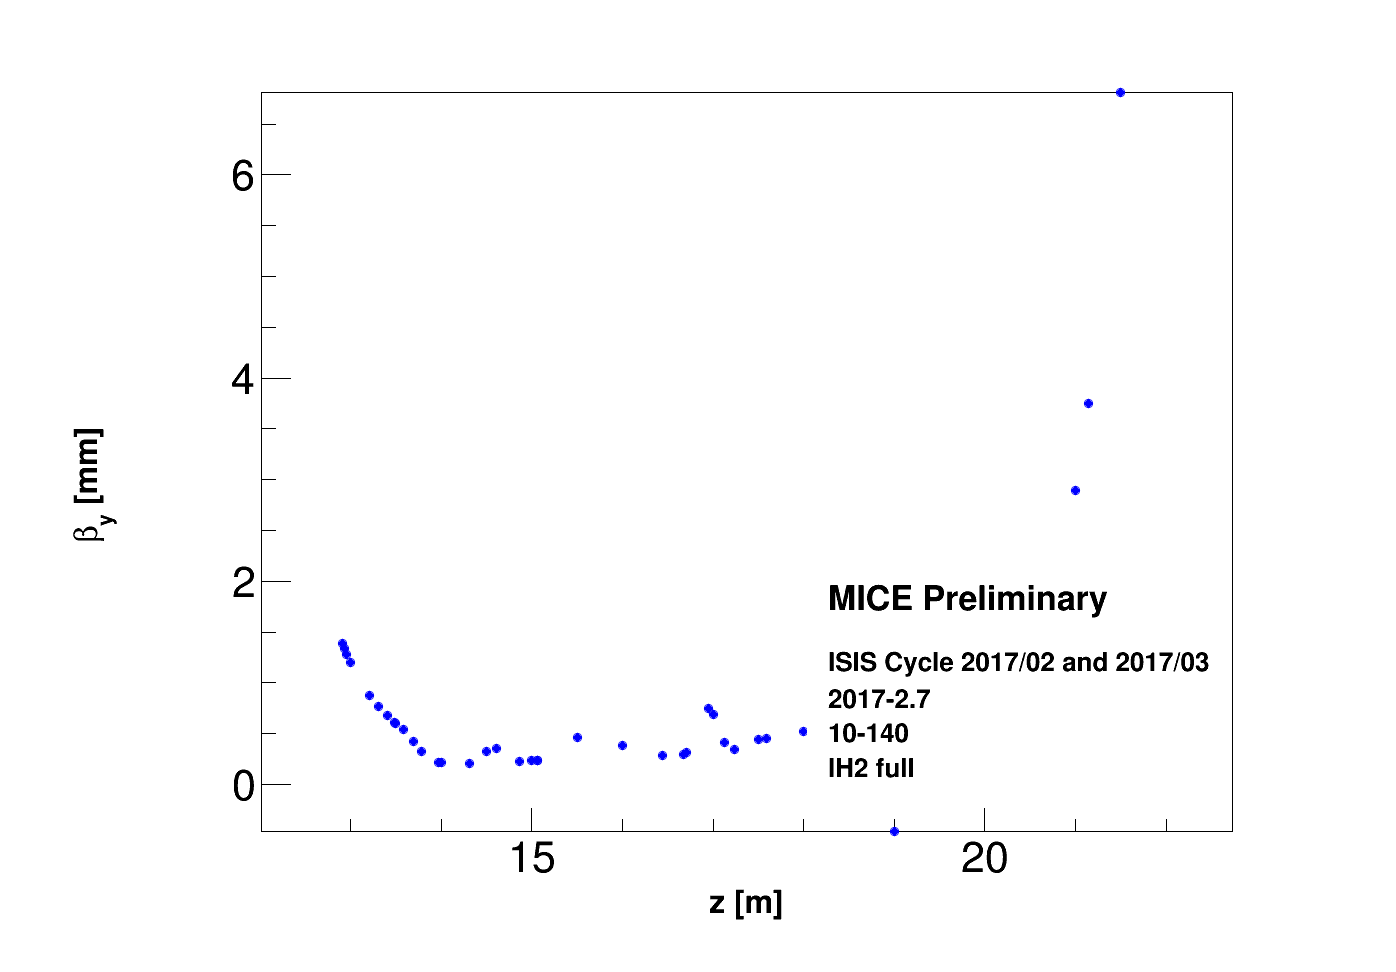 6
4
2
0
β_y [mm]
MICE Preliminary
ISIS Cycle 2017/02 and 2017/03
2017-2.7
10-140
lH2 full
15
20
z [m]